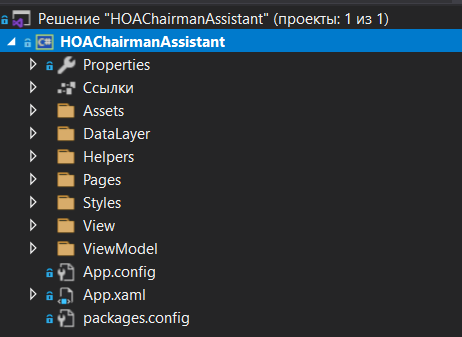 Решение "HOAChairmanAssistant" (проекты: 1 из 1)
HOAChairmanAssistant
Properties
Ссылки
Assets
DataLayer
Helpers
Pages
Styles
View
ViewModel
App.config
App.xaml
packages.config